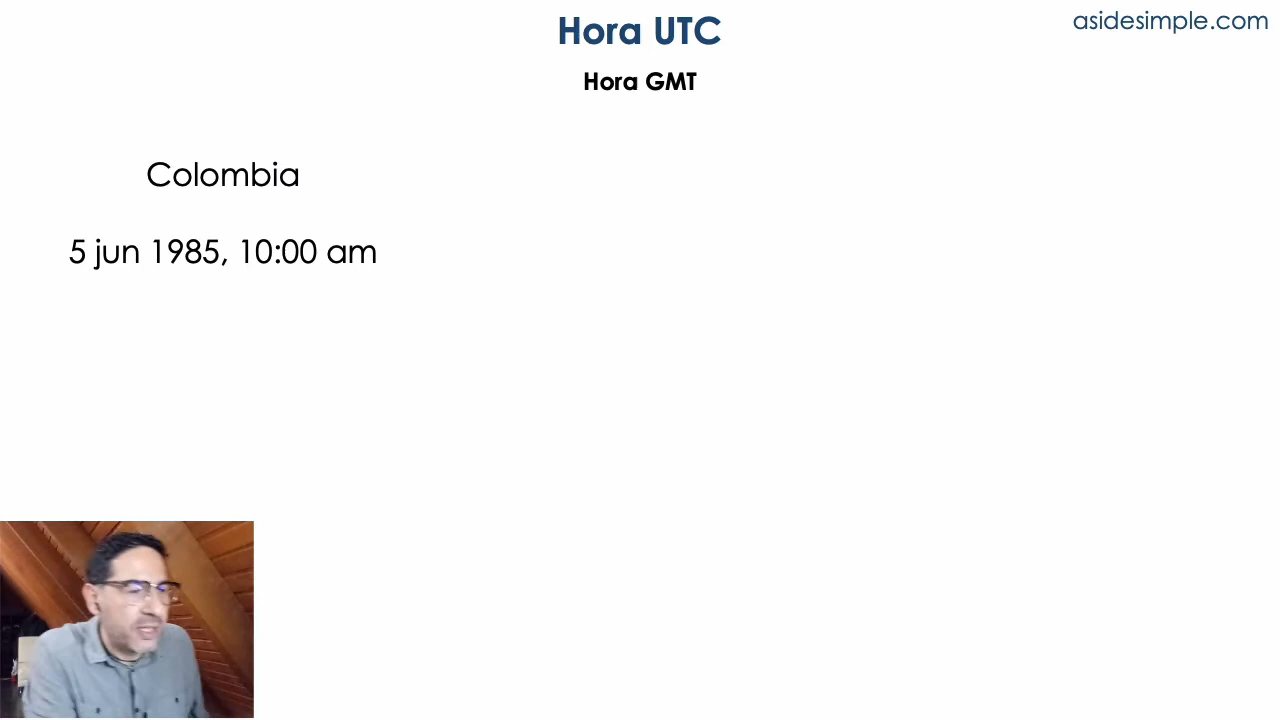 Hora UTC
asidesimple.com
Hora GMT
Colombia
5 jun 1985, 10:00 am